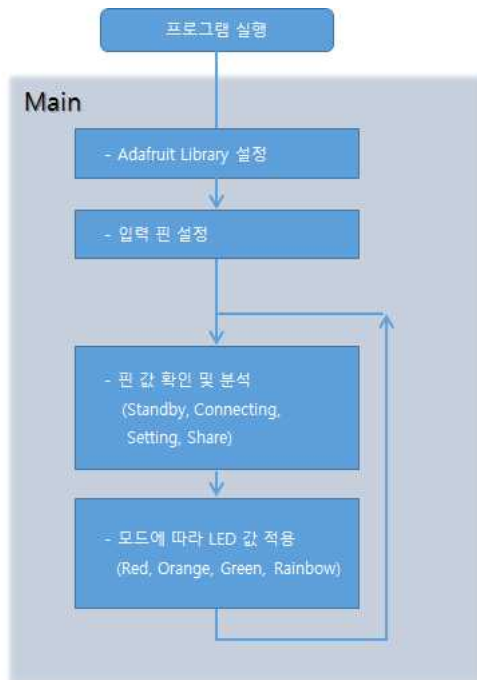 프로그램 실행
Main
- Adafruit Library 설정
- 입력 핀 설정
- 핀 값 확인 및 분석
(Standby, Connecting,
Setting, Share)
- 모드에 따라 LED 값 적용
(Red, Orange, Green, Rainbow)